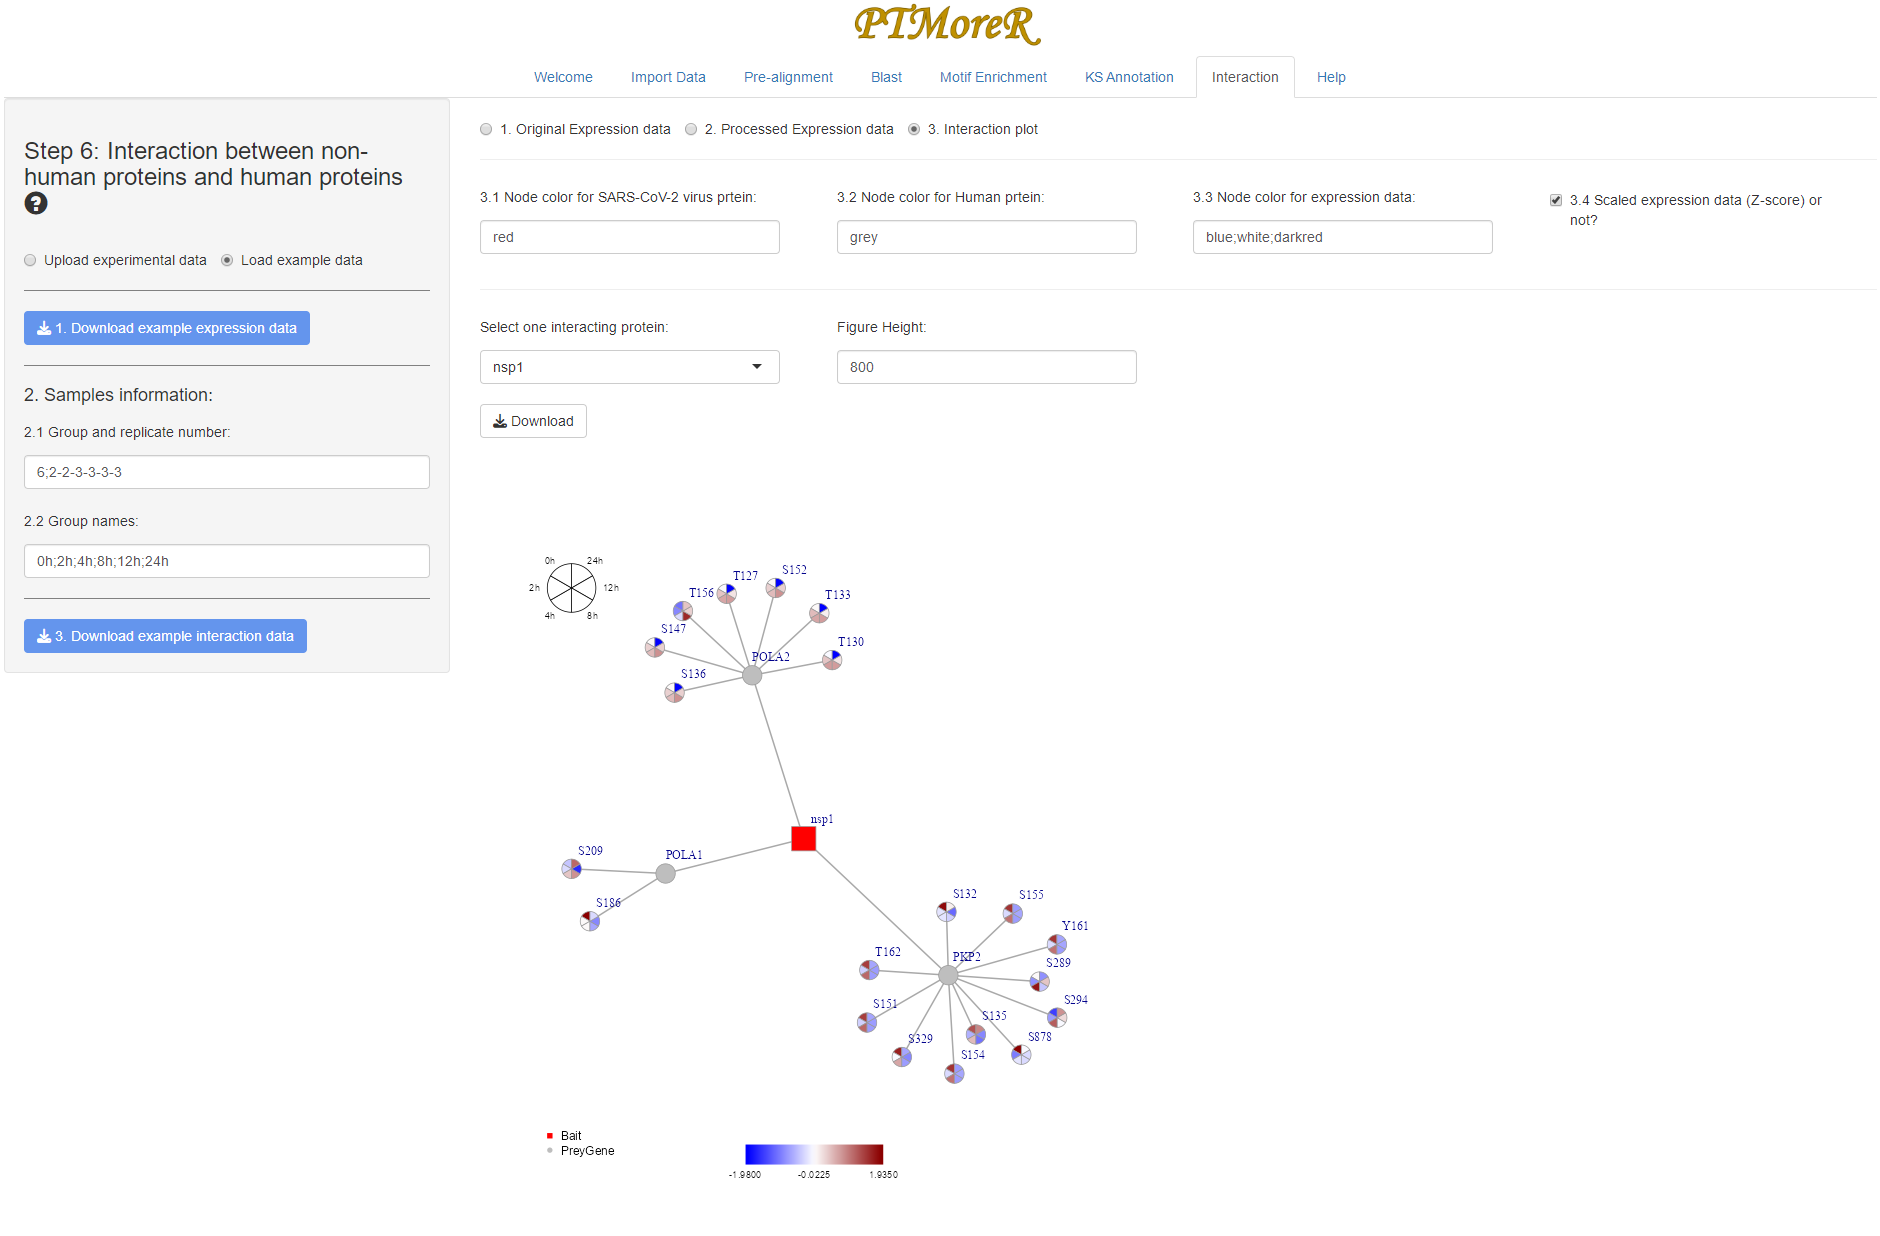 PTMoreR
Welcome Import Data Pre-alignment Blast Motif Enrichment KS Annotation Interaction Help
Step 6: Interaction between non-
human proteins and human proteins
?
Upload experimental data Load example data
1. Download example expression data
2. Samples information:
2.1 Group and replicate number:
6;2-2-3-3-3-3
2.2 Group names:
0h;2h;4h;8h;12h;24h
3. Download example interaction data
1. Original Expression data 2. Processed Expression data 3. Interaction plot
3.1 Node color for SARS-CoV-2 virus prtein:
red
3.2 Node color for Human prtein:
grey
3.3 Node color for expression data:
blue;white;darkred
3.4 Scaled expression data (Z-score) or
not?
Select one interacting protein:
nsp1
Figure Height:
800
Download
0h 24h
2h 12h
4h 8h
S152
T127
T156
T133
S147
T130
POLA2
S136
nsp1
S209
POLA1
S186
S132
S155
Y161
T162
PKP2
S289
S151
S294
S135
S329
S878
S154
Bait
PreyGene
-1.9800 -0.0225 1.9350